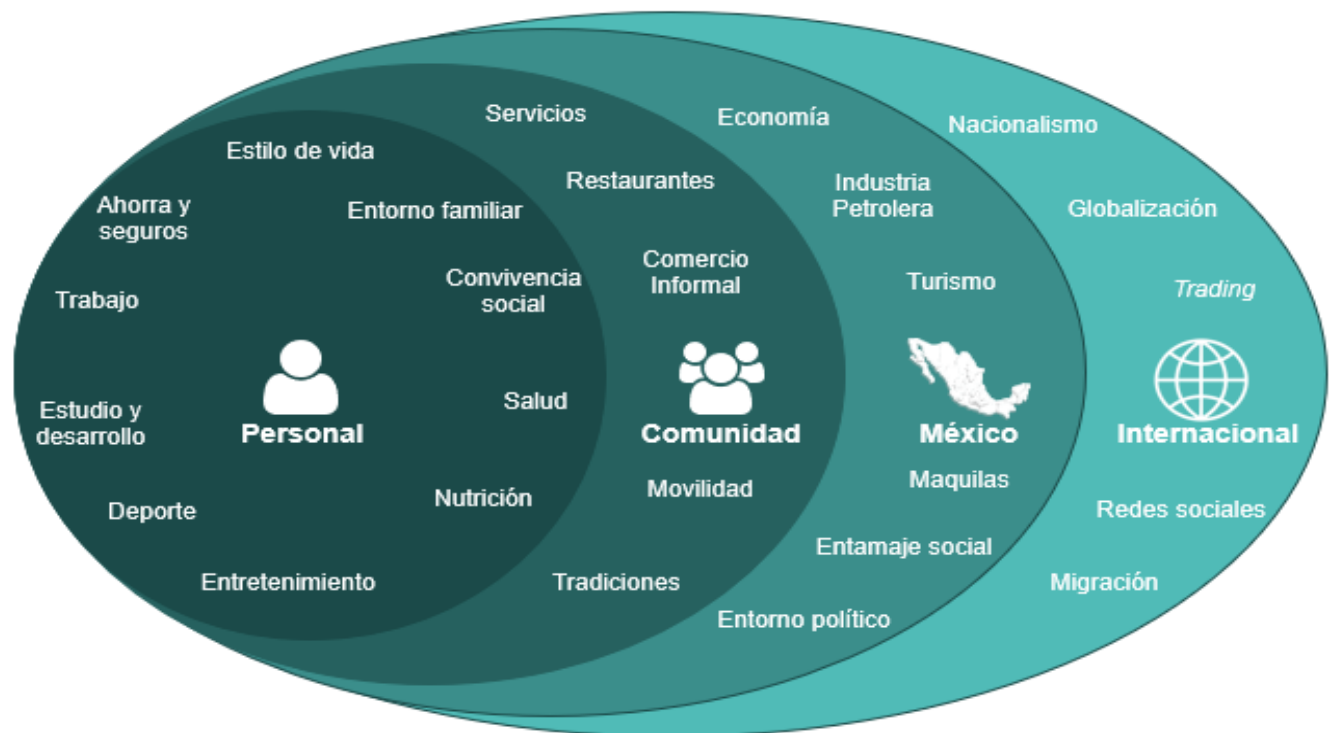 Estilo de vida
Ahorra y
seguros
Entorno familiar
Trabajo
Convivencia
social
Estudio y
desarrollo
Personal
Salud
Deporte
Nutrición
Entretenimiento
Servicios
Restaurantes
Comercio
Informal
Comunidad
Movilidad
Tradiciones
Economía
Industria
Petrolera
Turismo
México
Maquilas
Entamaje social
Entorno político
Nacionalismo
Globalización
Trading
Internacional
Redes sociales
Migración